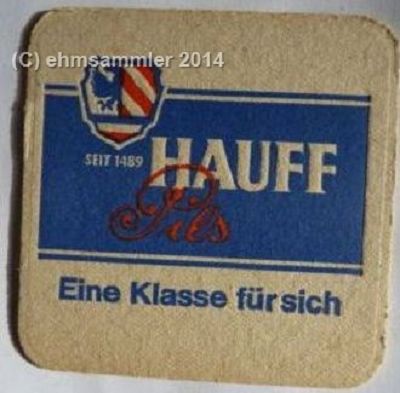 (C) ehmsammler 2014
SEIT 1489 HAUFF
Pils
Eine Klasse für sich